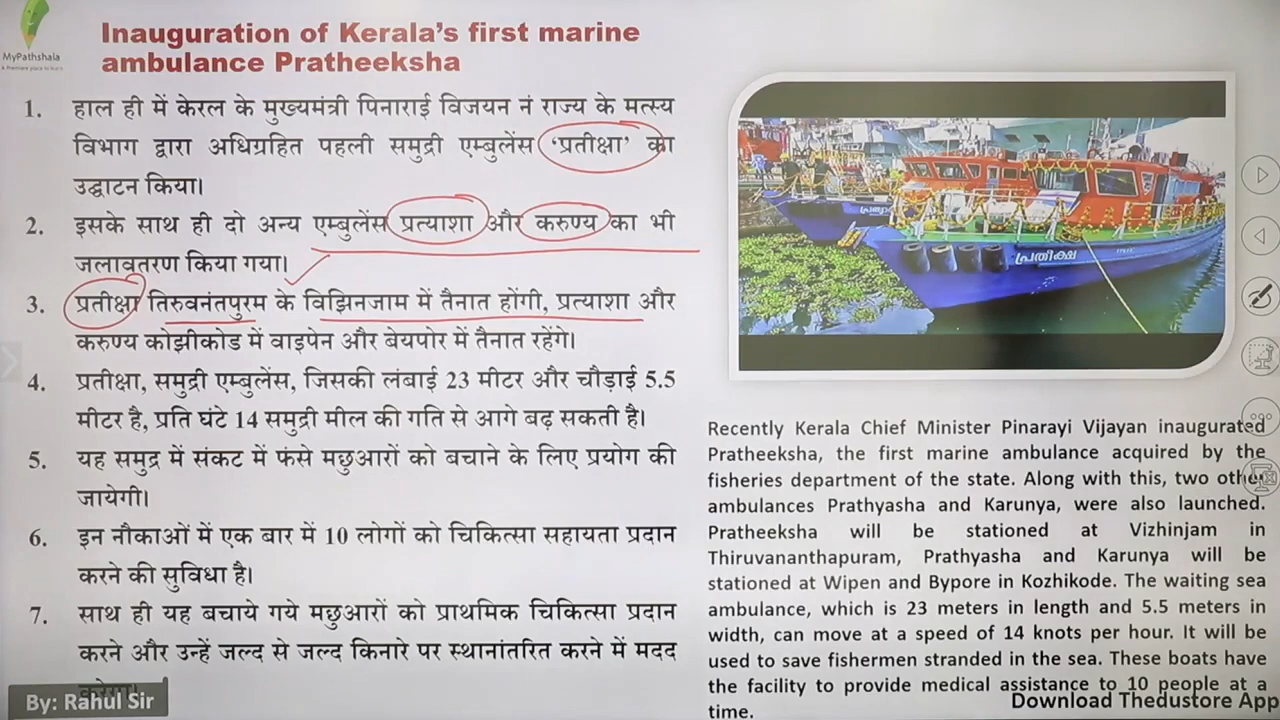 MyPathshala
Inauguration of Kerala's first marine
ambulance Pratheeksha
1. हाल ही में केरल के मुख्यमंत्री पिनाराई विजयन नं राज्य के मत्स्य
विभाग द्वारा अधिग्रहित पहली समुद्री एम्बुलेंस 'प्रतीक्षा' का
उद्घाटन किया।
2. इसके साथ ही दो अन्य एम्बुलेंस प्रत्याशा और करुण्य का भी
जलावतरण किया गया।
3. प्रतीक्षा तिरुवनंतपुरम के विझिनजाम में तैनात होंगी, प्रत्याशा और
करुण्य कोझीकोड में वाइपेन और बेयपोर में तैनात रहेंगे।
4. प्रतीक्षा, समुद्री एम्बुलेंस, जिसकी लंबाई 23 मीटर और चौड़ाई 5.5
मीटर है, प्रति घंटे 14 समुद्री मील की गति से आगे बढ़ सकती है।
5. यह समुद्र में संकट में फंसे मछुआरों को बचाने के लिए प्रयोग की
जायेगी।
6. इन नौकाओं में एक बार में 10 लोगों को चिकित्सा सहायता प्रदान
करने की सुविधा है।
7. साथ ही यह बचाये गये मछुआरों को प्राथमिक चिकित्सा प्रदान
करने और उन्हें जल्द से जल्द किनारे पर स्थानांतरित करने में मदद
By: Rahul Sir
പ്രതീക്ഷ
Recently Kerala Chief Minister Pinarayi Vijayan inaugurated
Pratheeksha, the first marine ambulance acquired by the
fisheries department of the state. Along with this, two other
ambulances Prathyasha and Karunya, were also launched.
Pratheeksha will be stationed at Vizhinjam in
Thiruvananthapuram, Prathyasha and Karunya will be
stationed at Wipen and Bypore in Kozhikode. The waiting sea
ambulance, which is 23 meters in length and 5.5 meters in
width, can move at a speed of 14 knots per hour. It will be
used to save fishermen stranded in the sea. These boats have
the facility to provide medical assistance to 10 people at a
time.
Download Thedustore App